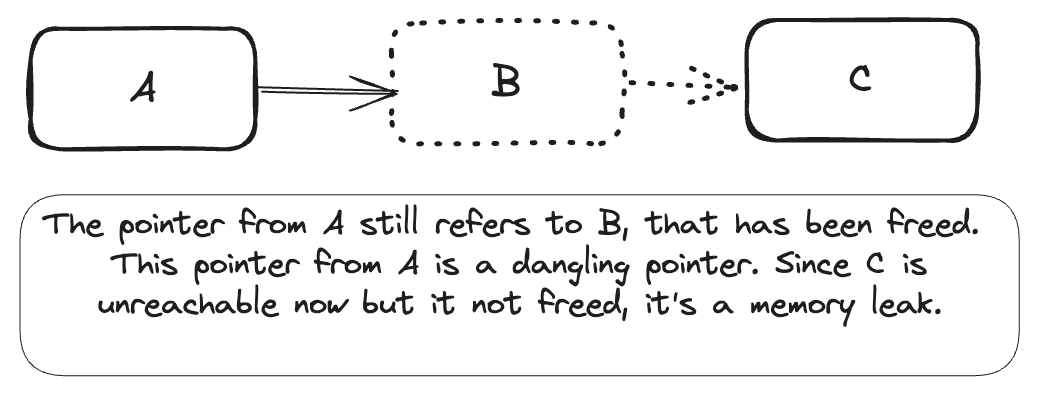 A
B
C
The pointer from A still refers to B, that has been freed.
This pointer from A is a dangling pointer. Since C is
unreachable now but it not freed, it's a memory leak.